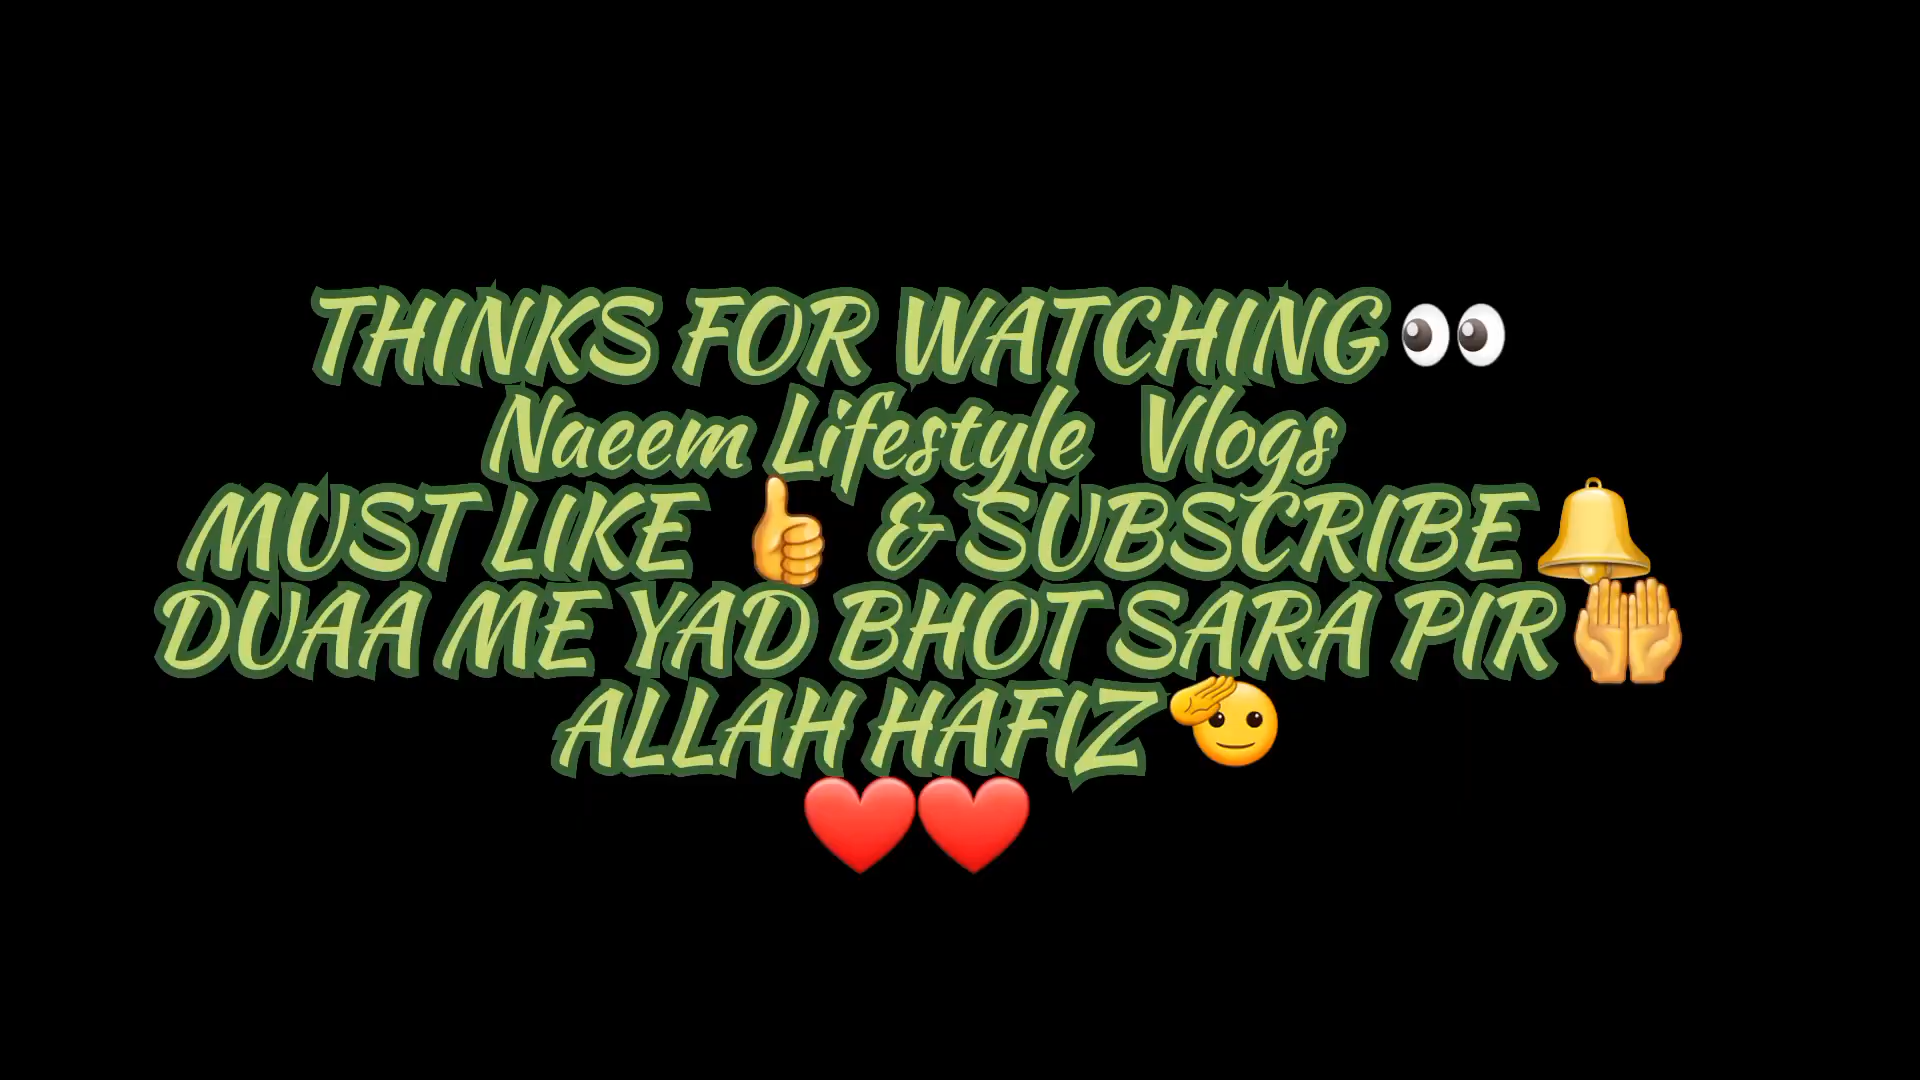 THINKS FOR WATCHING👀
Naeem Lifestyle Vlogs
MUST LIKE 👍 & SUBSCRIBE🔔
DUAA ME YAD BHOT SARA PIR🤲
ALLAH HAFIZ🫡
❤️❤️